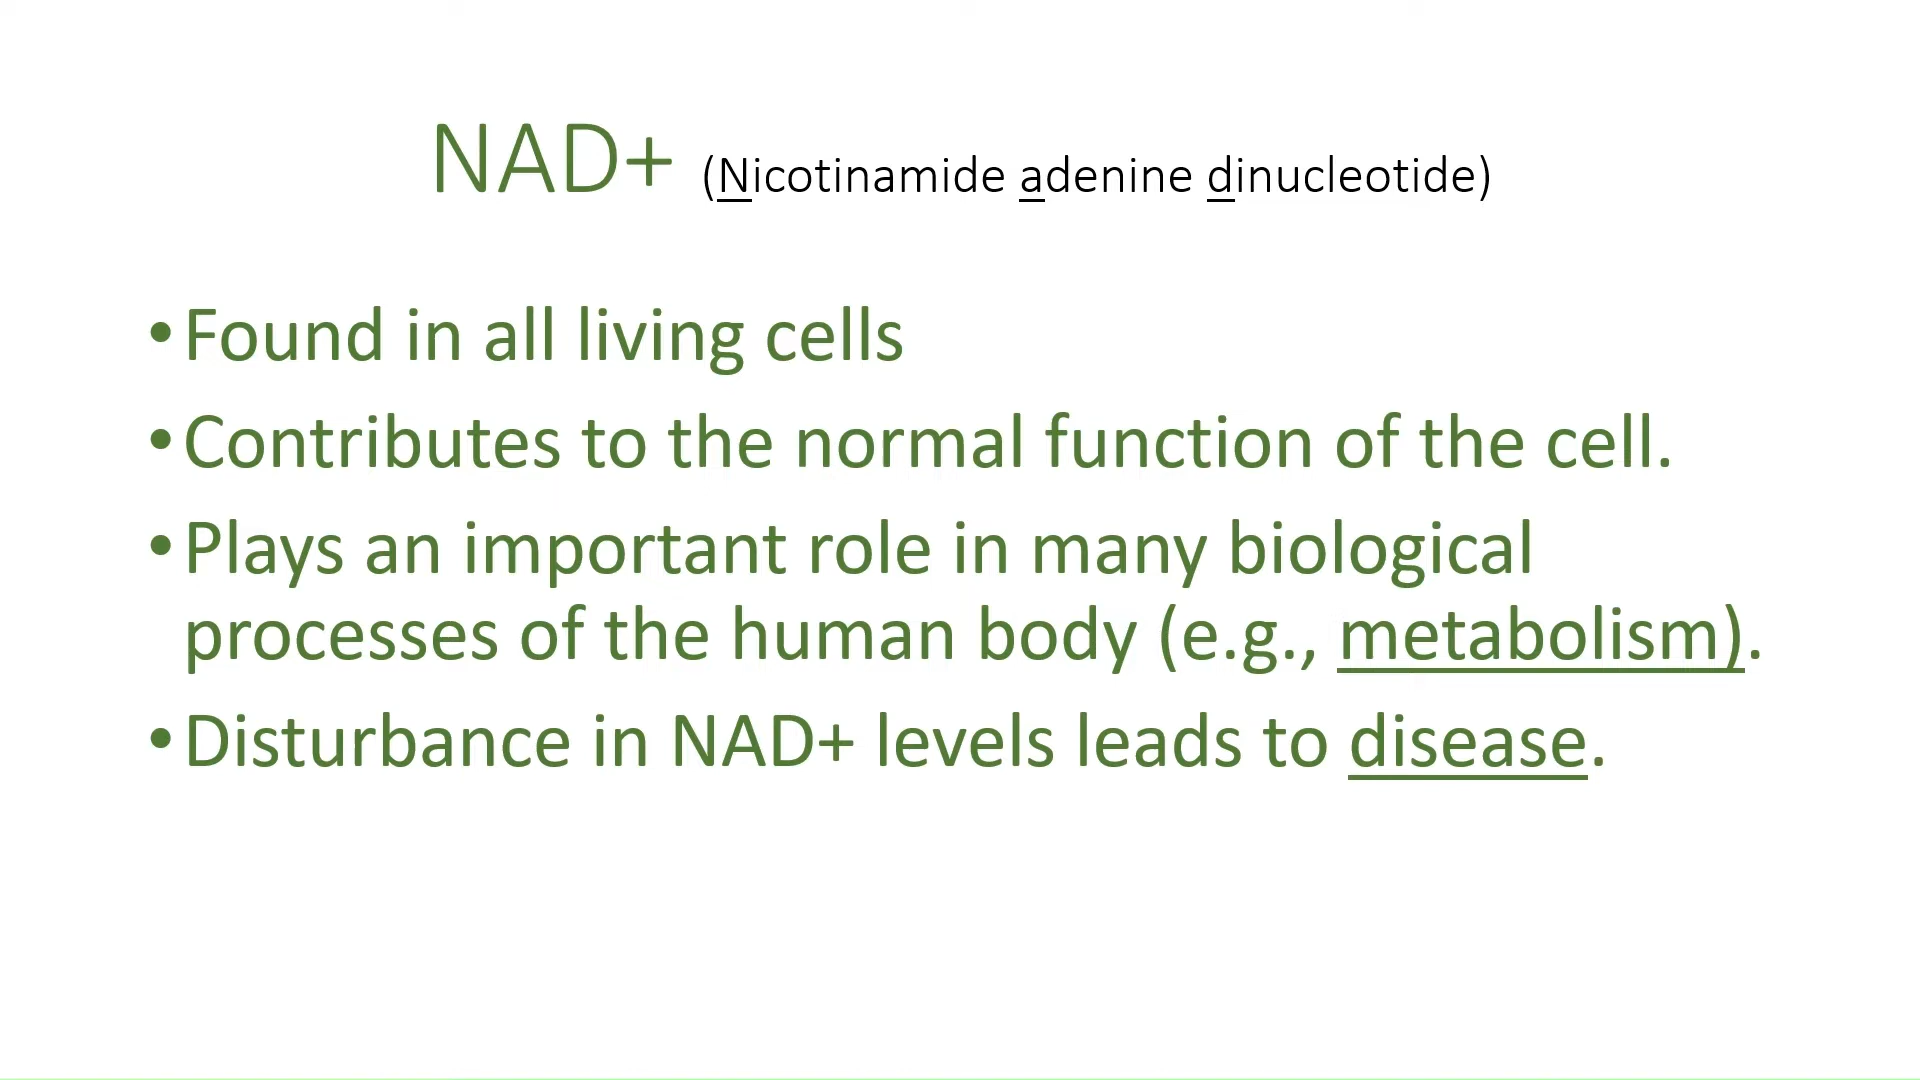 NAD+ (Nicotinamide adenine dinucleotide)
•Found in all living cells
•Contributes to the normal function of the cell.
•Plays an important role in many biological
processes of the human body (e.g., metabolism).
•Disturbance in NAD+ levels leads to disease.